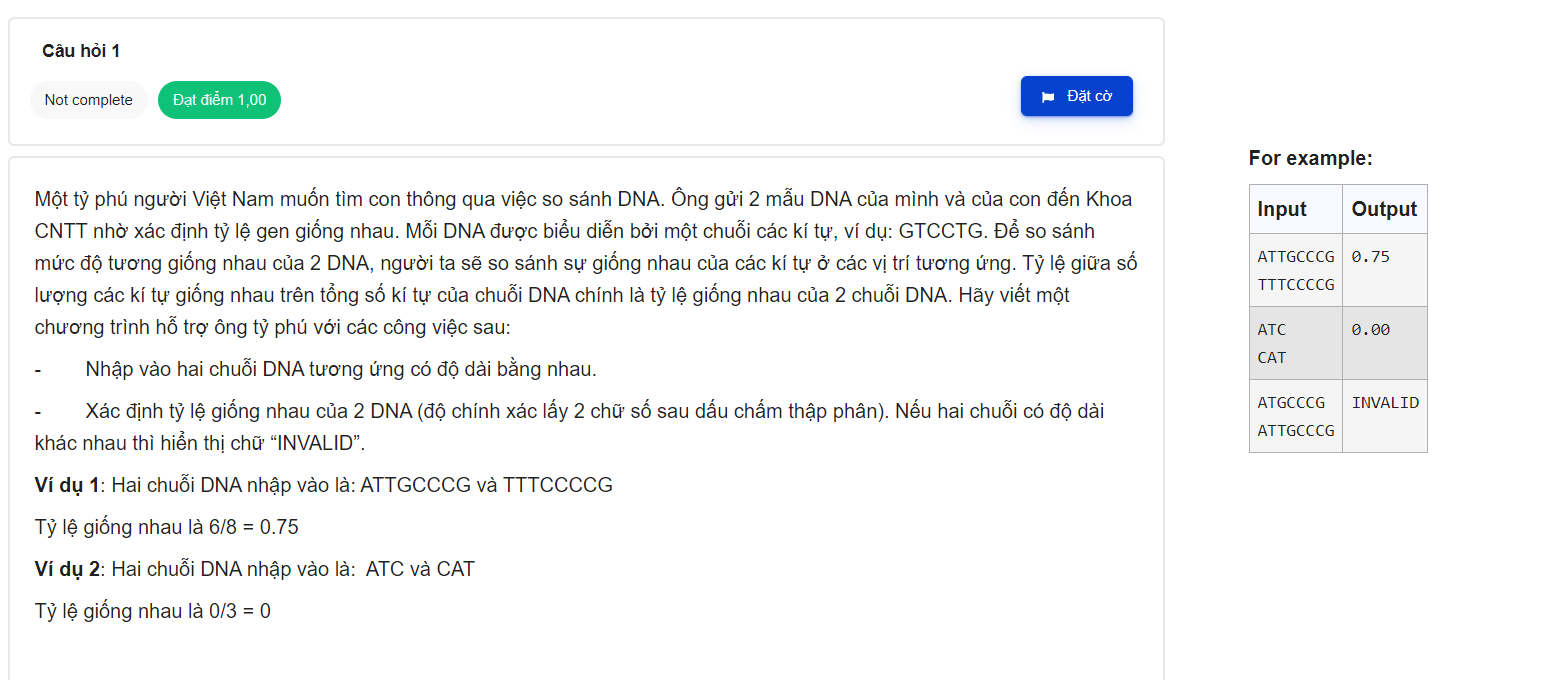 Câu hỏi 1
Not complete
Đạt điểm 1,00
Đặt cờ
Một tỷ phú người Việt Nam muốn tìm con thông qua việc so sánh DNA. Ông gửi 2 mẫu DNA của mình và của con đến Khoa
CNTT nhờ xác định tỷ lệ gen giống nhau. Mỗi DNA được biểu diễn bởi một chuỗi các kí tự, ví dụ: GTCCTG. Để so sánh
mức độ tương giống nhau của 2 DNA, người ta sẽ so sánh sự giống nhau của các kí tự ở các vị trí tương ứng. Tỷ lệ giữa số
lượng các kí tự giống nhau trên tổng số kí tự của chuỗi DNA chính là tỷ lệ giống nhau của 2 chuỗi DNA. Hãy viết một
chương trình hỗ trợ ông tỷ phú với các công việc sau:
- Nhập vào hai chuỗi DNA tương ứng có độ dài bằng nhau.
- Xác định tỷ lệ giống nhau của 2 DNA (độ chính xác lấy 2 chữ số sau dấu chấm thập phân). Nếu hai chuỗi có độ dài
khác nhau thì hiển thị chữ “INVALID”.
Ví dụ 1: Hai chuỗi DNA nhập vào là: ATTGCCCG và TTTCCCCG
Tỷ lệ giống nhau là 6/8 = 0.75
Ví dụ 2: Hai chuỗi DNA nhập vào là: ATC và CAT
Tỷ lệ giống nhau là 0/3 = 0
For example:
Input Output
ATTGCCCG 0.75
TTTCCCCG
ATC 0.00
CAT
ATGCCCG INVALID
ATTGCCCG